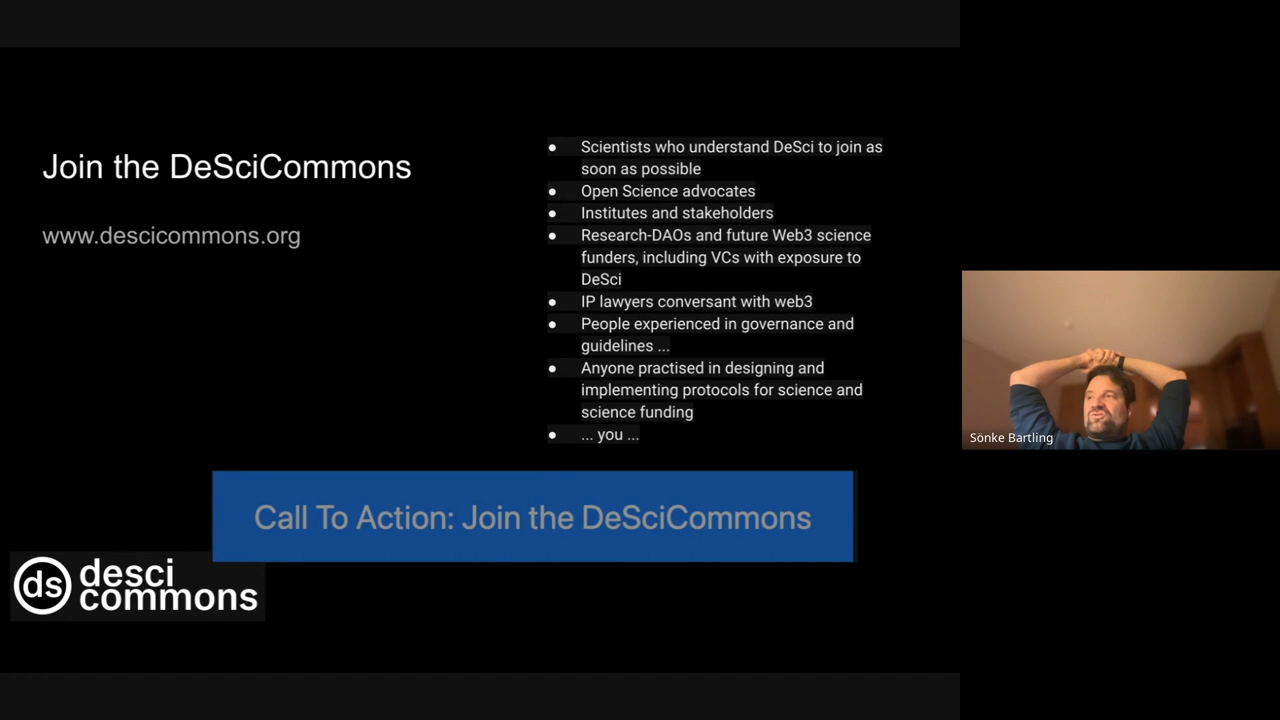 Join the DeSciCommons
www.descicommons.org
● Scientists who understand DeSci to join as
soon as possible
● Open Science advocates
● Institutes and stakeholders
● Research-DAOs and future Web3 science
funders, including VCs with exposure to
DeSci
● IP lawyers conversant with web3
● People experienced in governance and
guidelines ...
● Anyone practised in designing and
implementing protocols for science and
science funding
● ... you ...
Call To Action: Join the DeSciCommons
ds desci
commons
Sönke Bartling